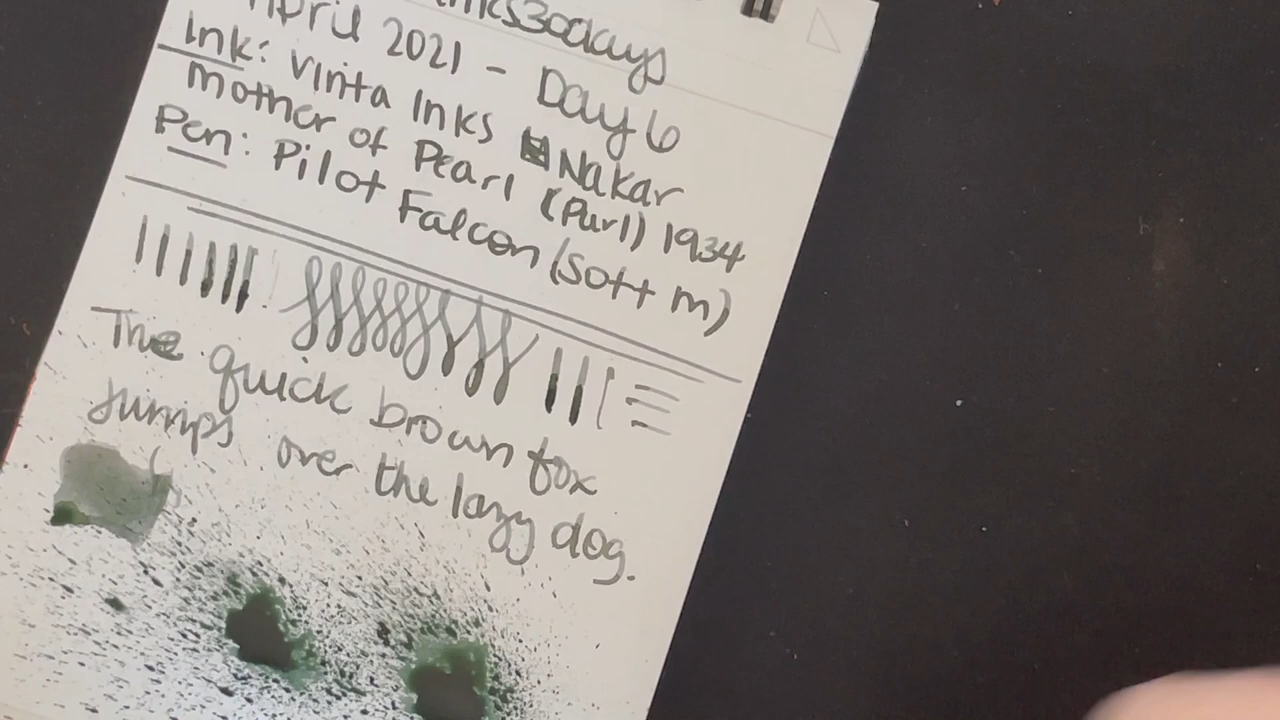 inks30days
April 2021 - Day 6
Ink: Vinta Inks Nakar
Mother of Pearl (Purl) 1934
Pen: Pilot Falcon (Soft M)
The quick brown fox
jumps over the lazy dog.